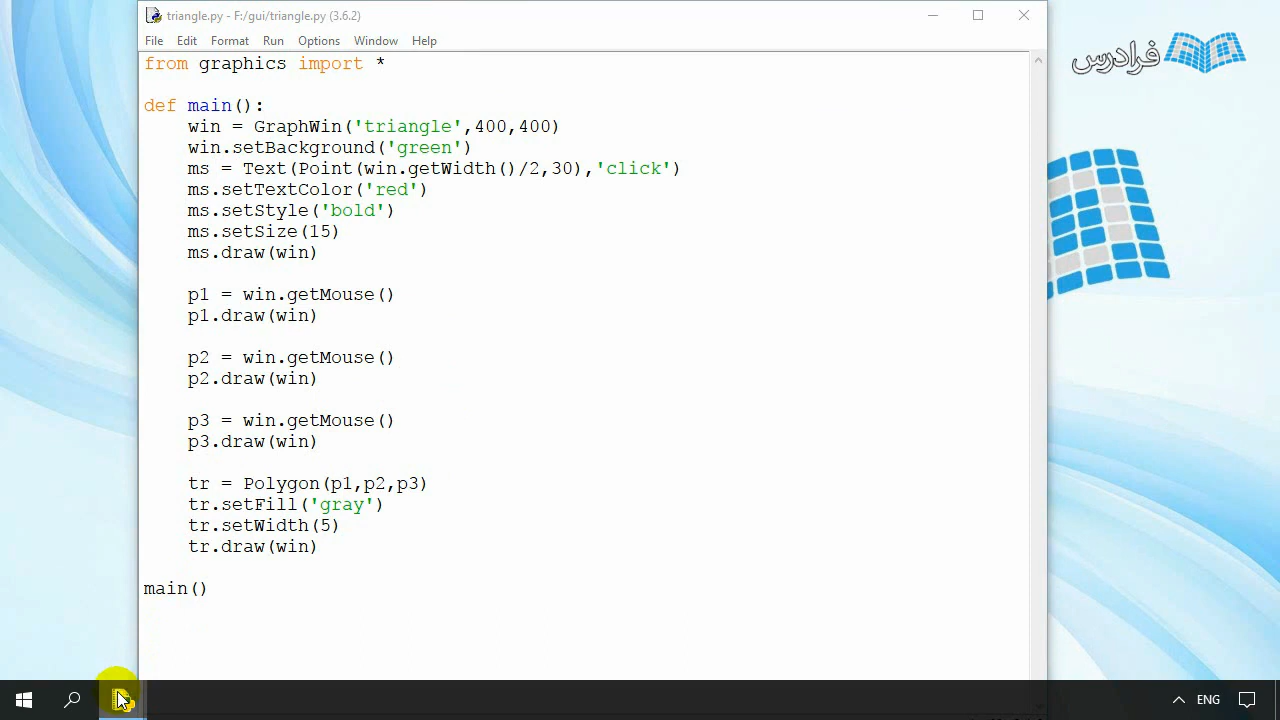 triangle.py - F:/gui/triangle.py (3.6.2)
File Edit Format Run Options Window Help
from graphics import *
def main():
    win = GraphWin('triangle',400,400)
    win.setBackground('green')
    ms = Text(Point(win.getWidth()/2,30),'click')
    ms.setTextColor('red')
    ms.setStyle('bold')
    ms.setSize(15)
    ms.draw(win)
    p1 = win.getMouse()
    p1.draw(win)
    p2 = win.getMouse()
    p2.draw(win)
    p3 = win.getMouse()
    p3.draw(win)
    tr = Polygon(p1,p2,p3)
    tr.setFill('gray')
    tr.setWidth(5)
    tr.draw(win)
main()
فرادرس
ENG